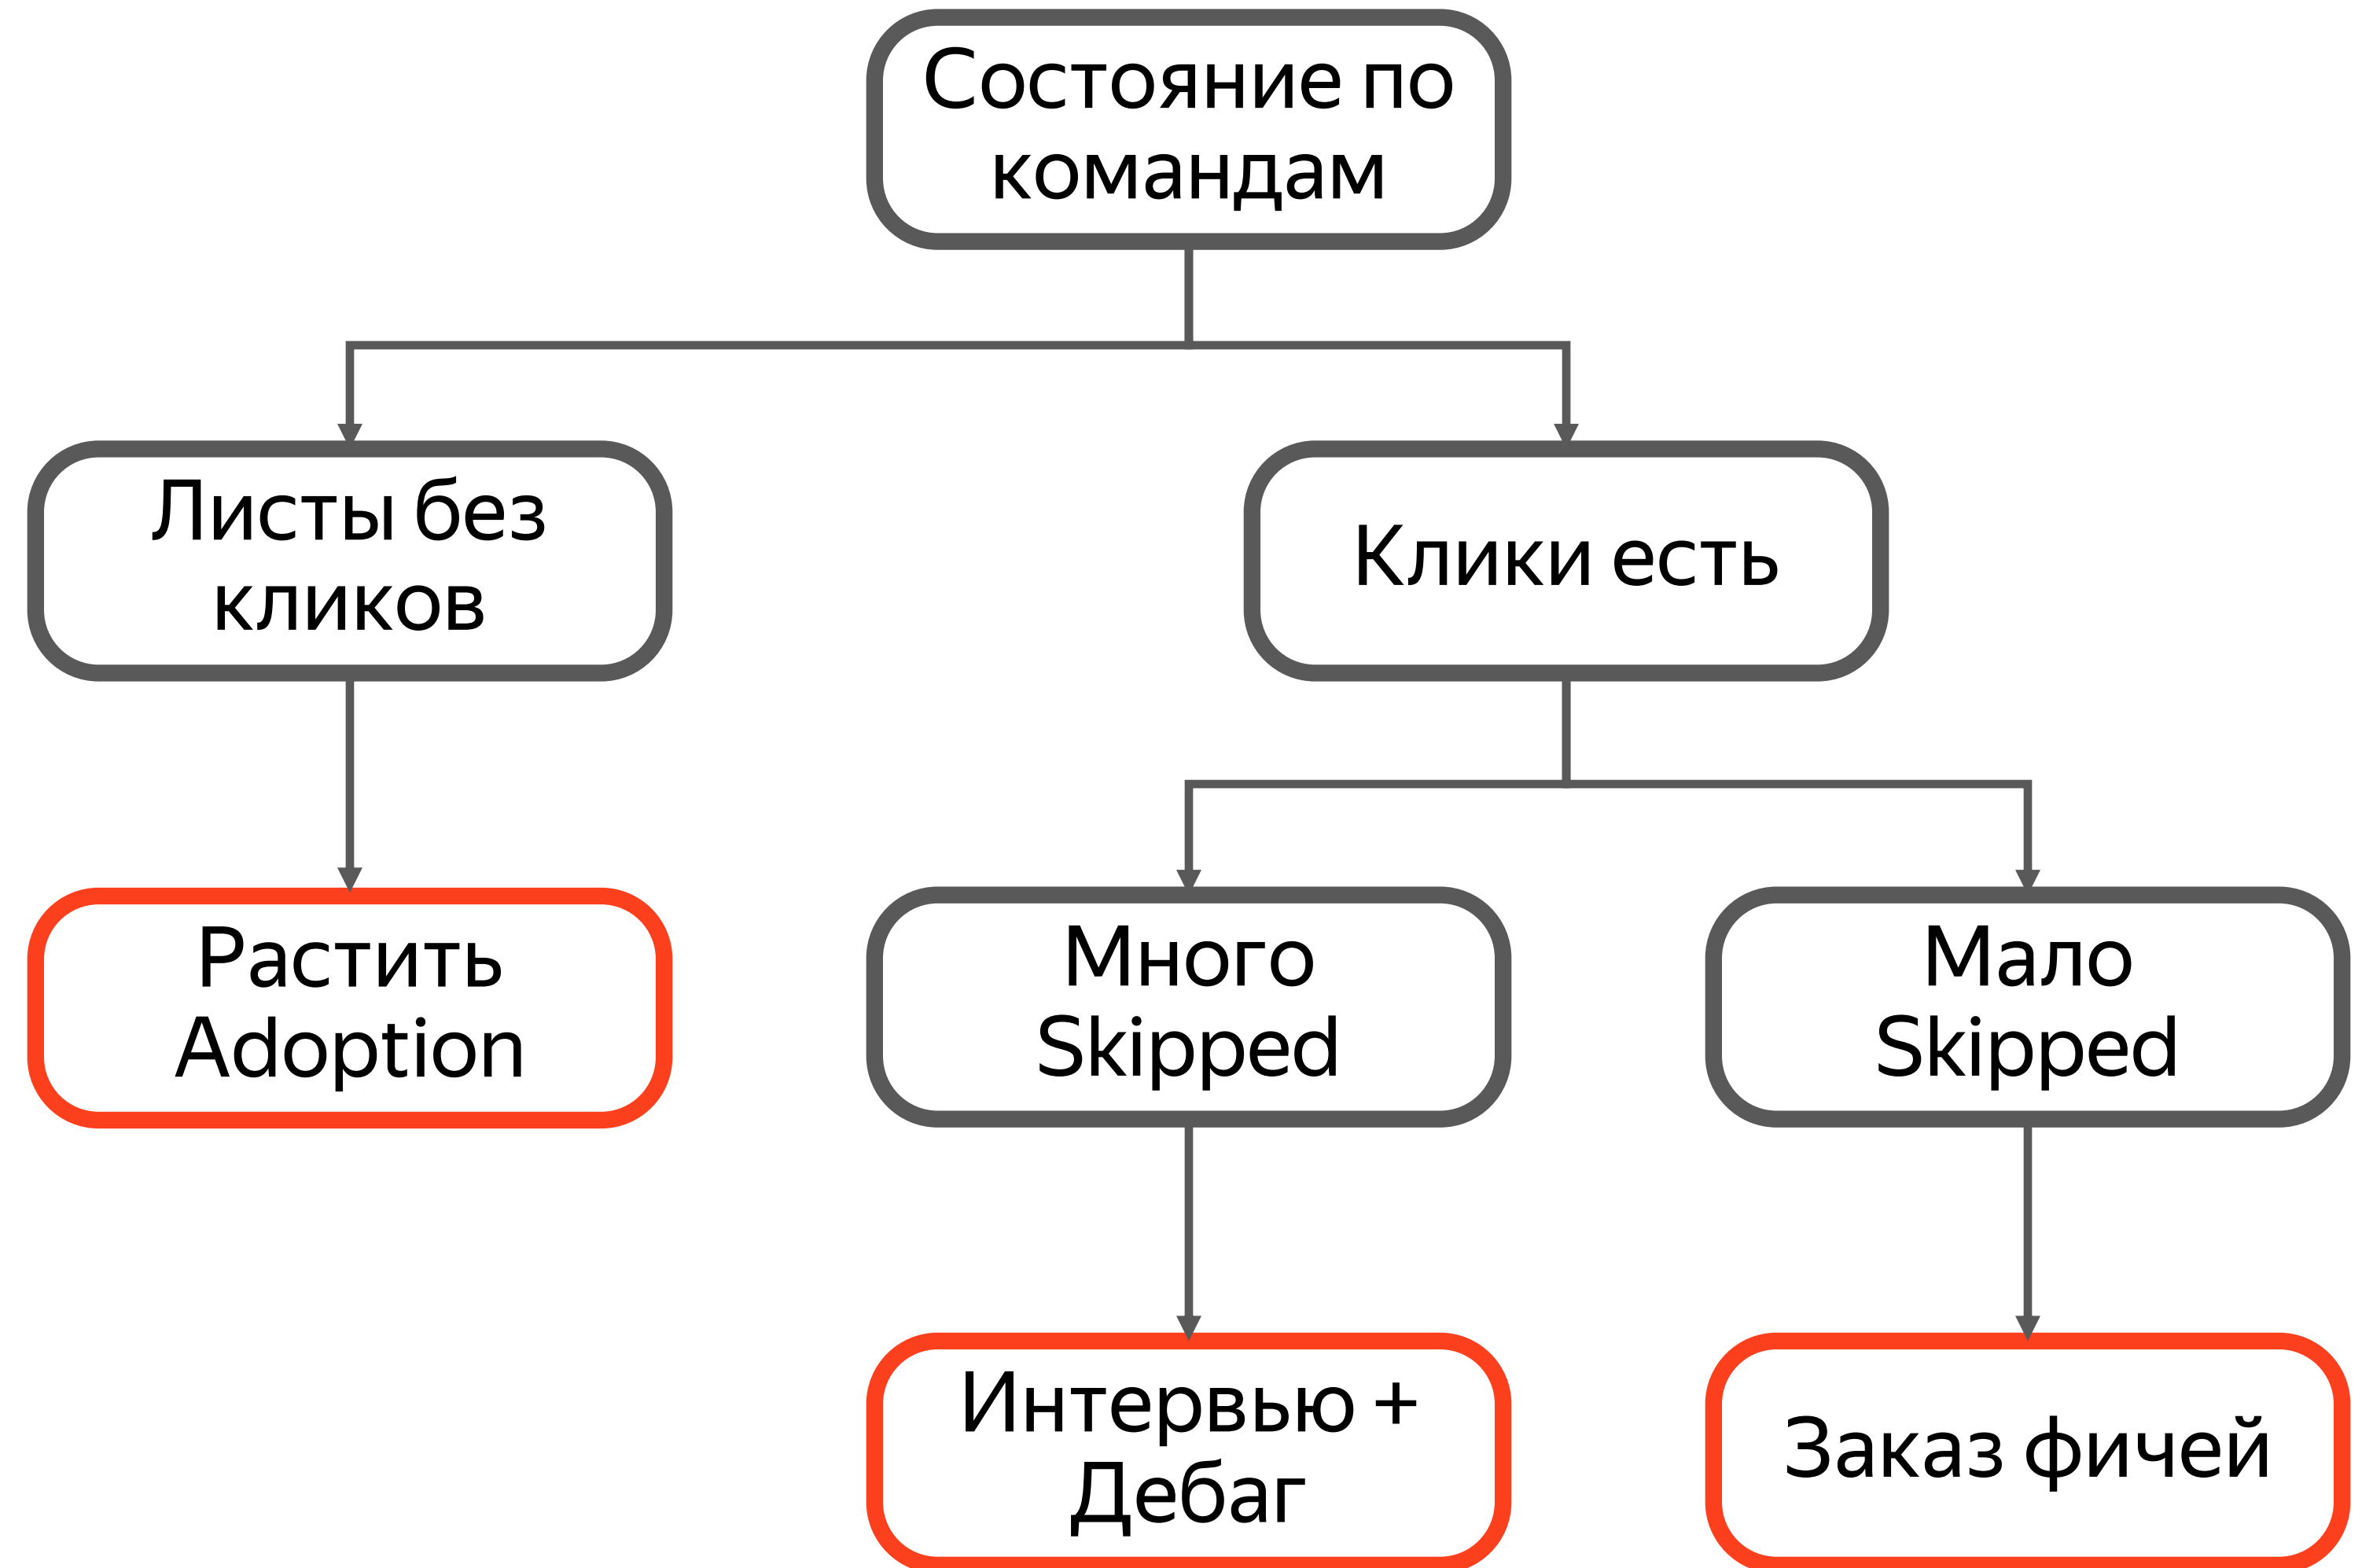 Состояние по
командам
Листы без
кликов
Клики есть
Растить
Adoption
Много
Skipped
Мало
Skipped
Интервью +
Дебаг
Заказ фичей